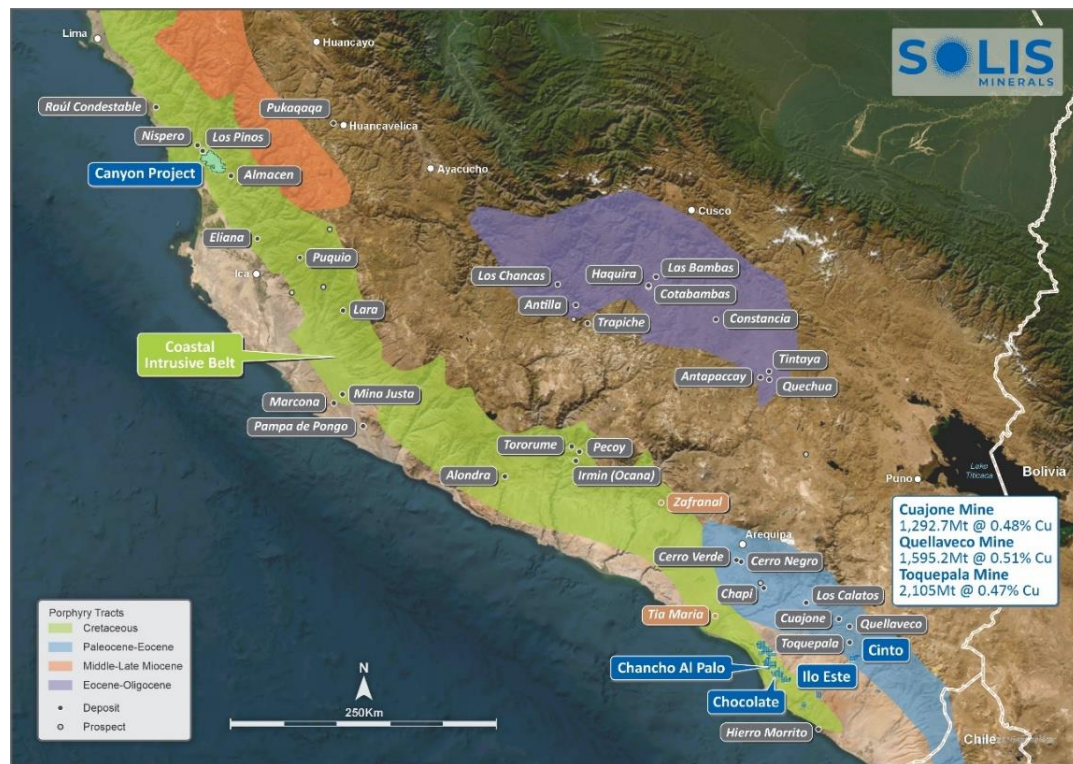 SOLIS
MINERALS
Lima
Huancayo
Raúl Condestable
Pukaqaqa
Huancavelica
Nispero
Los Pinos
Canyon Project
Almacen
Ayacucho
Cusco
Eliana
Puquio
Ica
Los Chancas
Haquira
Las Bambas
Cotabambas
Antilla
Trapiche
Constancia
Lara
Coastal
Intrusive Belt
Tintaya
Antapaccay
Quechua
Marcona
Mina Justa
Pampa de Pongo
Tororume
Pecoy
Alondra
Irmin (Ocana)
Lake
Titicaca
Bolivia
Puno
Zafranal
Cuajone Mine
1,292.7Mt @ 0.48% Cu
Quellaveco Mine
1,595.2Mt @ 0.51% Cu
Toquepala Mine
2,105Mt @ 0.47% Cu
Arequipa
Cerro Verde
Cerro Negro
Chapi
Los Calatos
Tia Maria
Cuajone
Quellaveco
Toquepala
Cinto
Chancho Al Palo
Ilo Este
Chocolate
Hierro Morrito
Chile
Porphyry Tracts
Cretaceous
Paleocene-Eocene
Middle-Late Miocene
Eocene-Oligocene
Deposit
Prospect
N
250Km